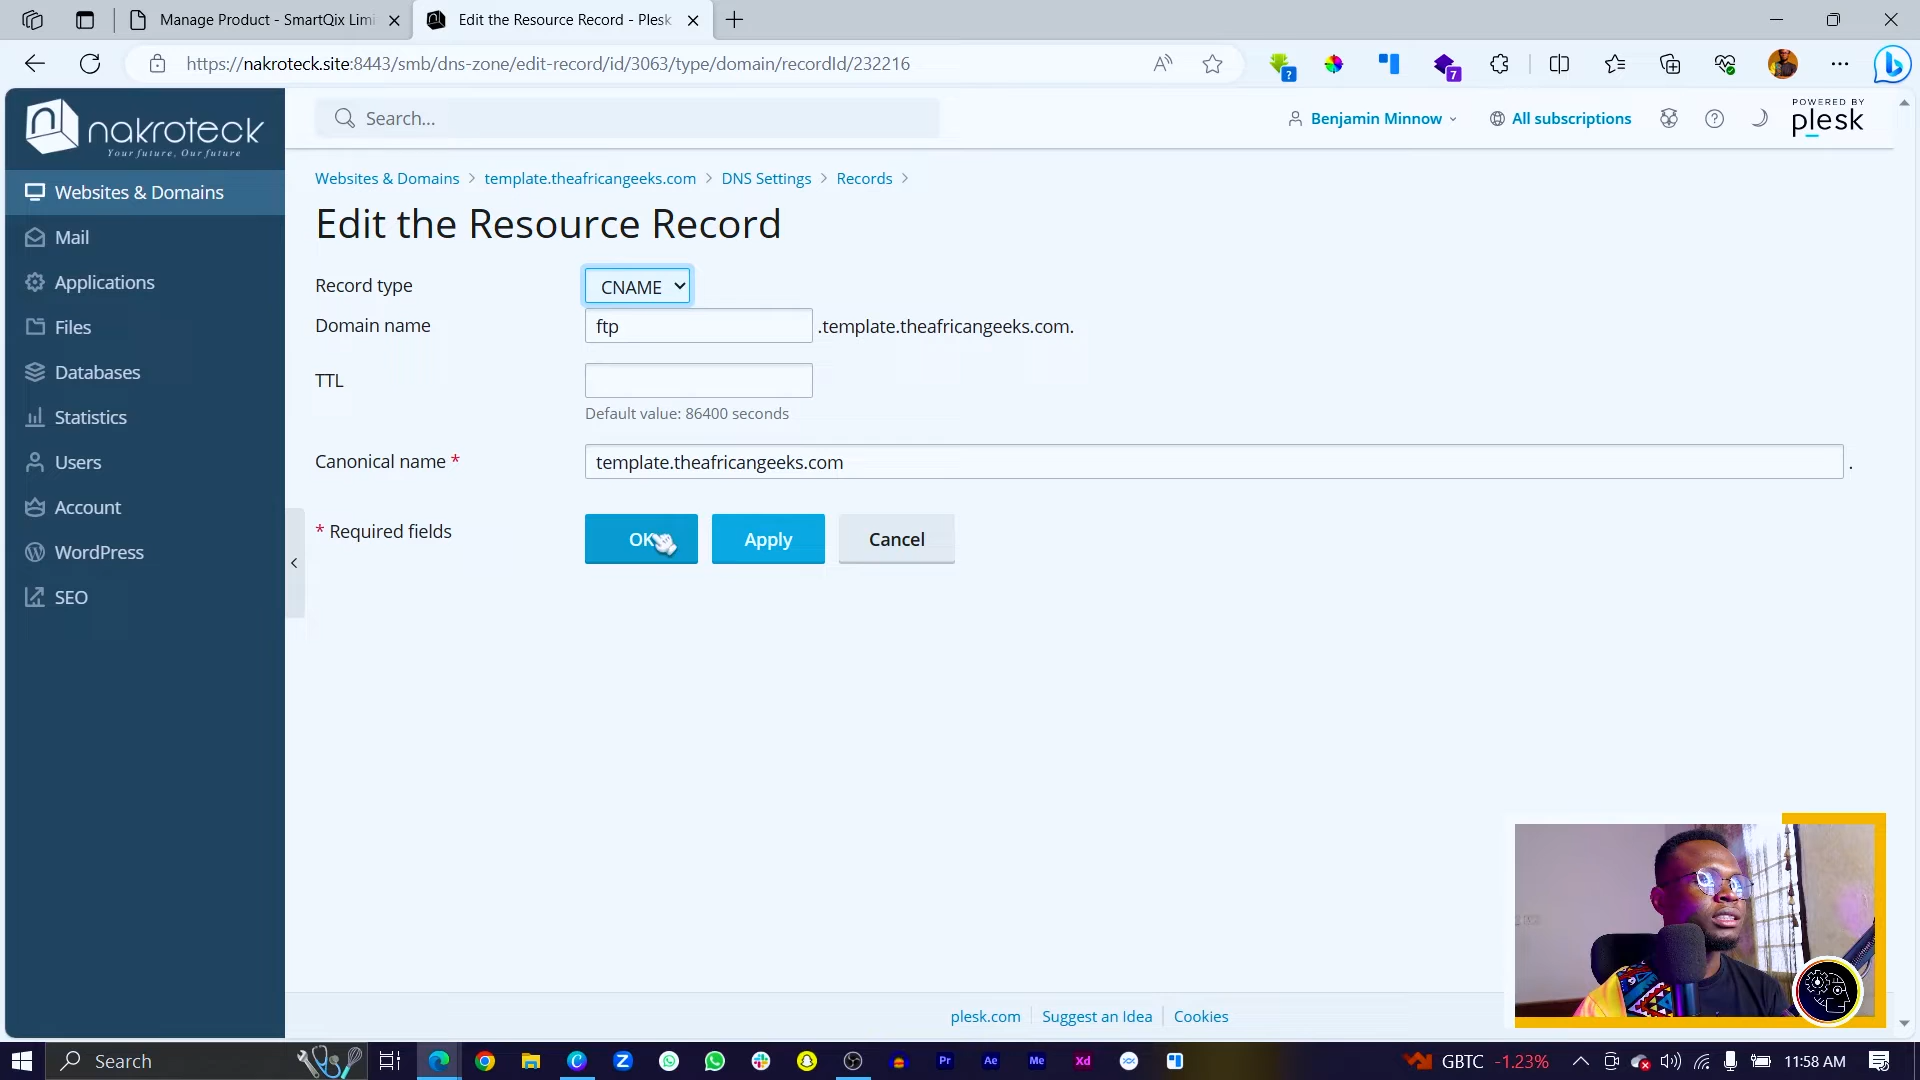 Manage Product - SmartQix Limi
Edit the Resource Record - Plesk
https://nakroteck.site:8443/smb/dns-zone/edit-record/id/3063/type/domain/recordId/232216
?
7
nakroteck
Your future, Our future
Search...
Benjamin Minnow
All subscriptions
POWERED BY
plesk
Websites & Domains
Mail
Applications
Files
Databases
Statistics
Users
Account
WordPress
SEO
Websites & Domains > template.theafricangeeks.com > DNS Settings > Records >
Edit the Resource Record
Record type
CNAME
Domain name
ftp
.template.theafricangeeks.com.
TTL
Default value: 86400 seconds
Canonical name *
template.theafricangeeks.com
.
* Required fields
OK
Apply
Cancel
plesk.com
Suggest an Idea
Cookies
Search
Pr
Ae
Me
Xd
GBTC -1.23%
11:58 AM